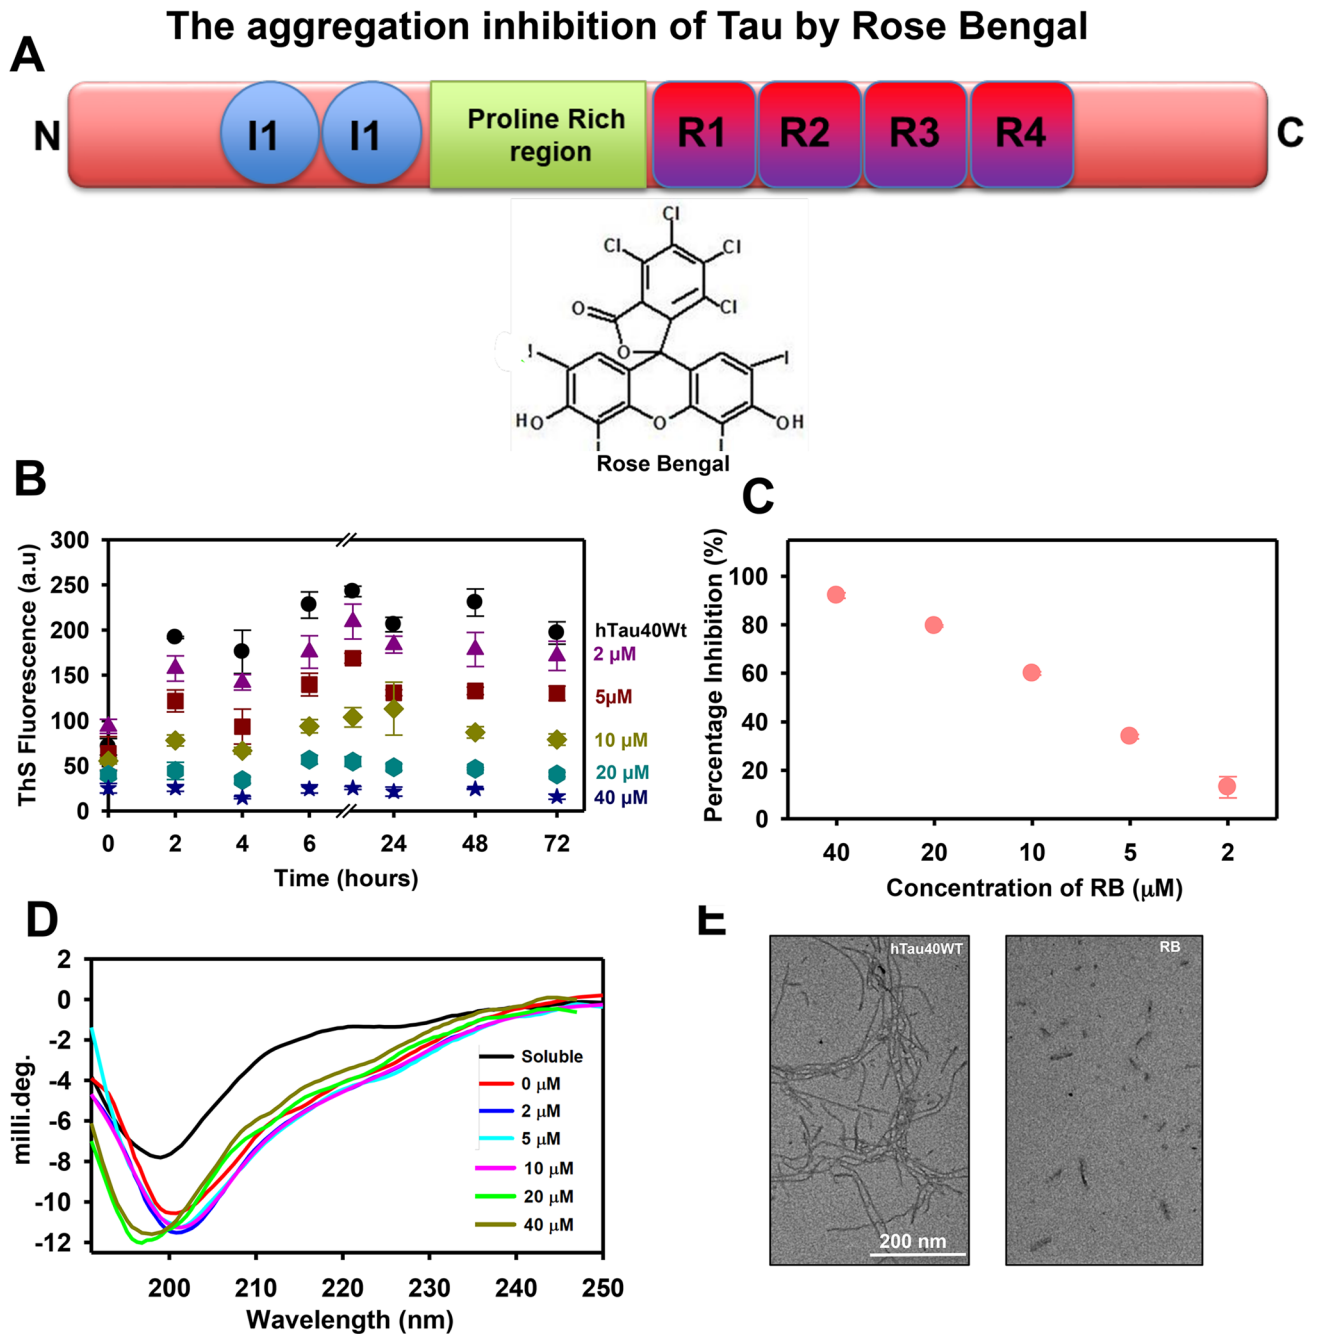 The aggregation inhibition of Tau by Rose Bengal
A
N
I1
I1
Proline Rich
region
R1
R2
R3
R4
C
Cl
Cl
Cl
Cl
O
O
I
I
HO
O
OH
I
I
Rose Bengal
B
ThS Fluorescence (a.u)
300
250
200
150
100
50
0
0
2
4
6
24
48
72
Time (hours)
hTau40Wt
2 μM
5μM
10 μM
20 μM
40 μM
C
Percentage Inhibition (%)
100
80
60
40
20
0
40
20
10
5
2
Concentration of RB (μM)
D
milli.deg.
2
0
-2
-4
-6
-8
-10
-12
200
210
220
230
240
250
Wavelength (nm)
Soluble
0 μM
2 μM
5 μM
10 μM
20 μM
40 μM
E
hTau40WT
200 nm
RB